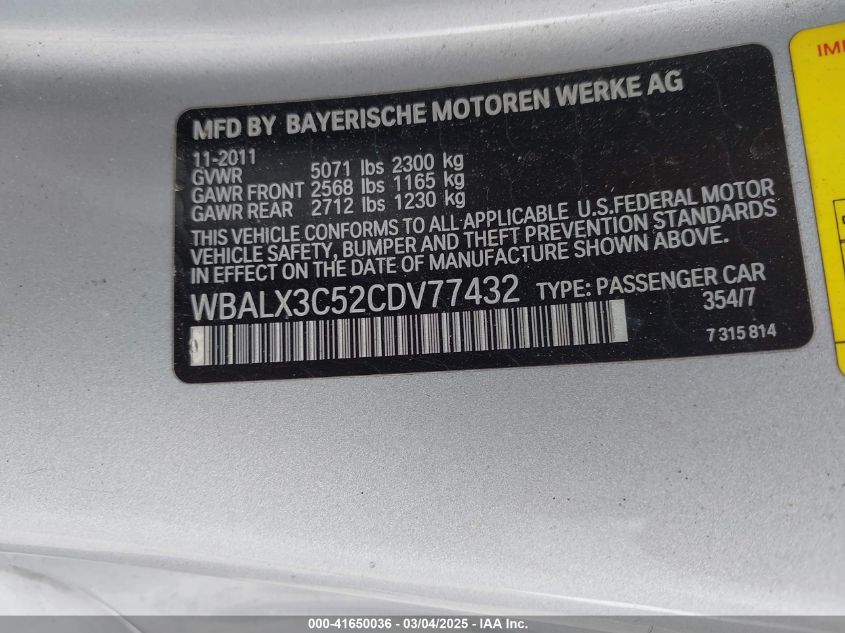 MFD BY BAYERISCHE MOTOREN WERKE AG
11-2011
GVWR 5071 lbs 2300 kg
GAWR FRONT 2568 lbs 1165 kg
GAWR REAR 2712 lbs 1230 kg
THIS VEHICLE CONFORMS TO ALL APPLICABLE U.S.FEDERAL MOTOR
VEHICLE SAFETY, BUMPER AND THEFT PREVENTION STANDARDS
IN EFFECT ON THE DATE OF MANUFACTURE SHOWN ABOVE.
WBALX3C52CDV77432 TYPE: PASSENGER CAR
354/7
7 315 814
000-41650036 - 03/04/2025 - IAA Inc.